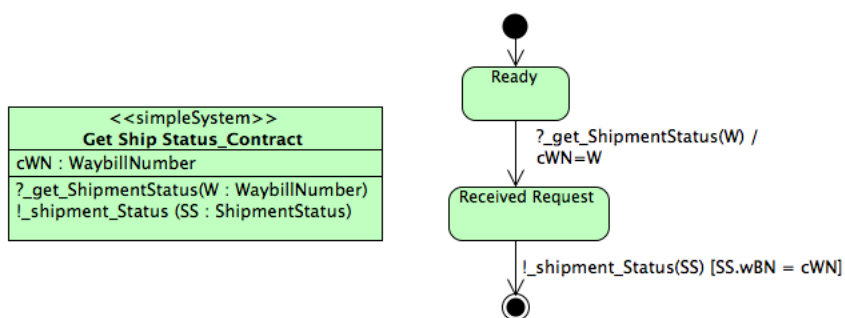 <<simpleSystem>>
Get Ship Status_Contract
cWN : WaybillNumber
?_get_ShipmentStatus(W : WaybillNumber)
!_shipment_Status (SS : ShipmentStatus)
Ready
?_get_ShipmentStatus(W) /
cWN=W
Received Request
!_shipment_Status(SS) [SS.wBN = cWN]